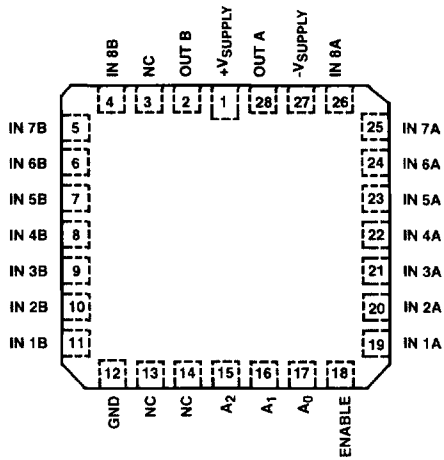 IN 8B
NC
OUT B
+VSUPPLY
OUT A
-VSUPPLY
IN 8A
4
3
2
1
28
27
26
IN 7B 5
25 IN 7A
IN 6B 6
24 IN 6A
IN 5B 7
23 IN 5A
IN 4B 8
22 IN 4A
IN 3B 9
21 IN 3A
IN 2B 10
20 IN 2A
IN 1B 11
19 IN 1A
12
13
14
15
16
17
18
GND
NC
NC
A2
A1
A0
ENABLE